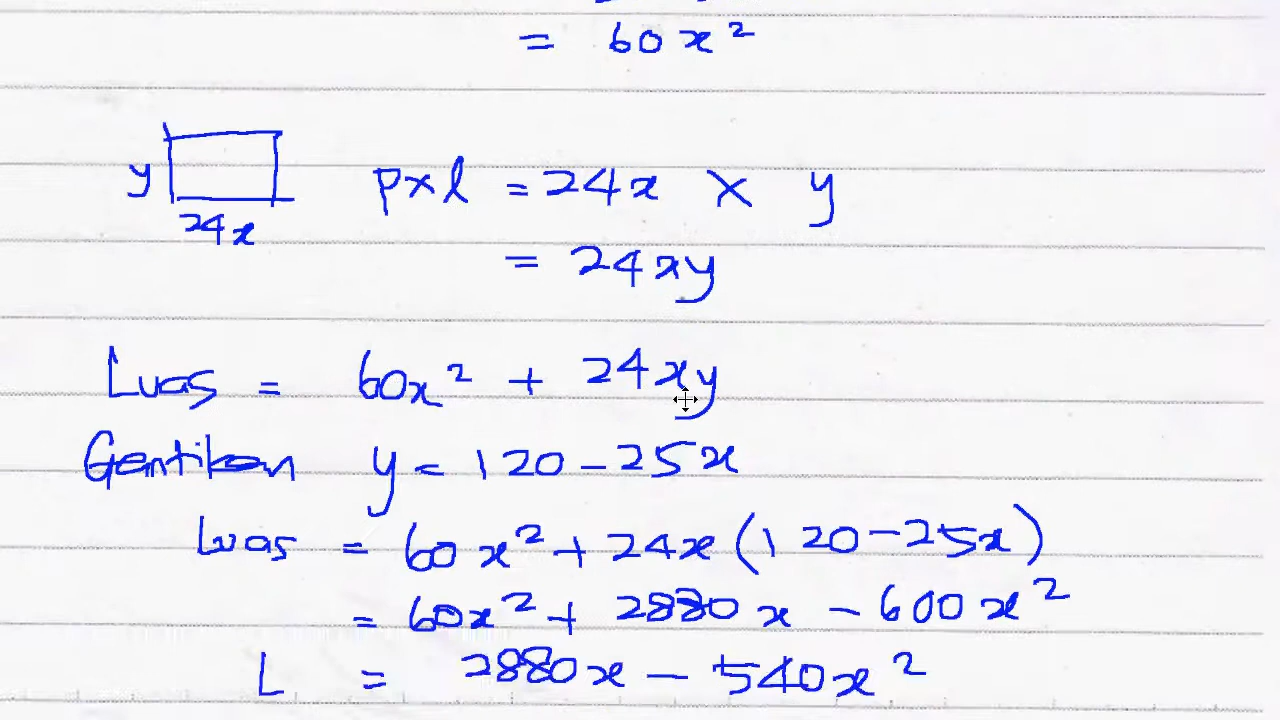 = 60x²
y
p×l = 24x × y
24x
= 24xy
Luas = 60x² + 24xy
Gantikan y = 120 - 25x
Luas = 60x² + 24x (120 - 25x)
= 60x² + 2880x - 600x²
L = 2880x - 540x²